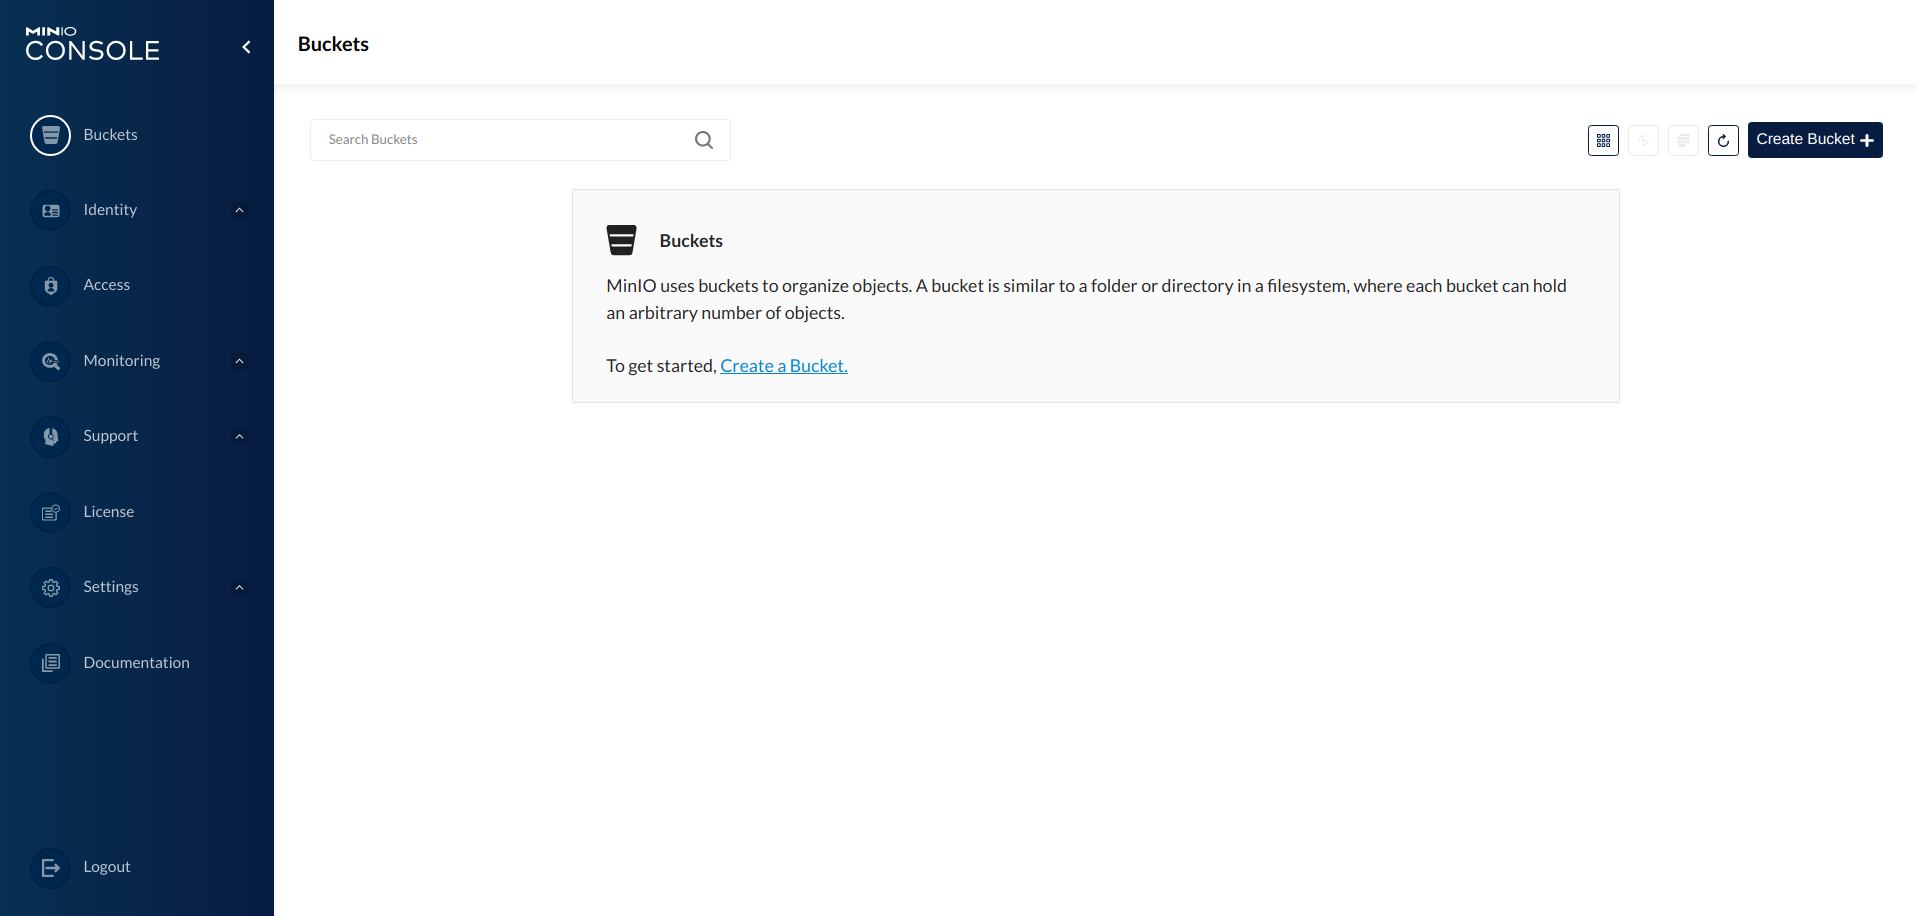 MINIO
CONSOLE
Buckets
Identity
Access
Monitoring
Support
License
Settings
Documentation
Logout
Buckets
Search Buckets
Create Bucket
Buckets
MinIO uses buckets to organize objects. A bucket is similar to a folder or directory in a filesystem, where each bucket can hold
an arbitrary number of objects.
To get started, Create a Bucket.